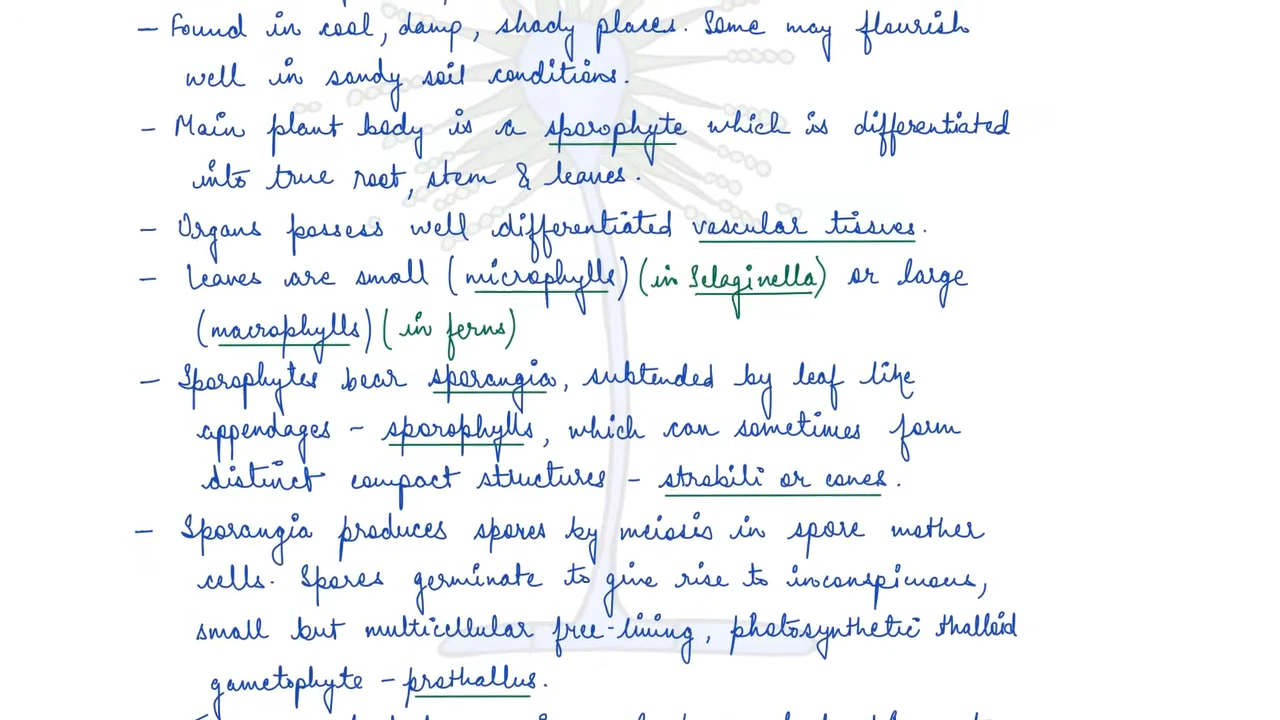 - Found in cool, damp, shady places. Some may flourish
well in sandy soil conditions.
- Main plant body is a sporophyte which is differentiated
into true root, stem & leaves.
- Organs possess well differentiated vascular tissues.
- Leaves are small (microphylls) (in Selaginella) or large
(macrophylls) (in ferns)
- Sporophytes bear sporangia, subtended by leaf like
appendages - sporophylls, which can sometimes form
distinct compact structures - strobili or cones.
- Sporangia produces spores by meiosis in spore mother
cells. Spores germinate to give rise to inconspicuous,
small but multicellular free-living, photosynthetic thalloid
gametophyte - prothallus.